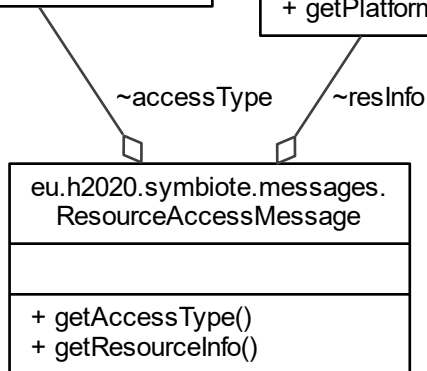 + getPlatform
~accessType
~resInfo
eu.h2020.symbiote.messages.
ResourceAccessMessage
+ getAccessType()
+ getResourceInfo()